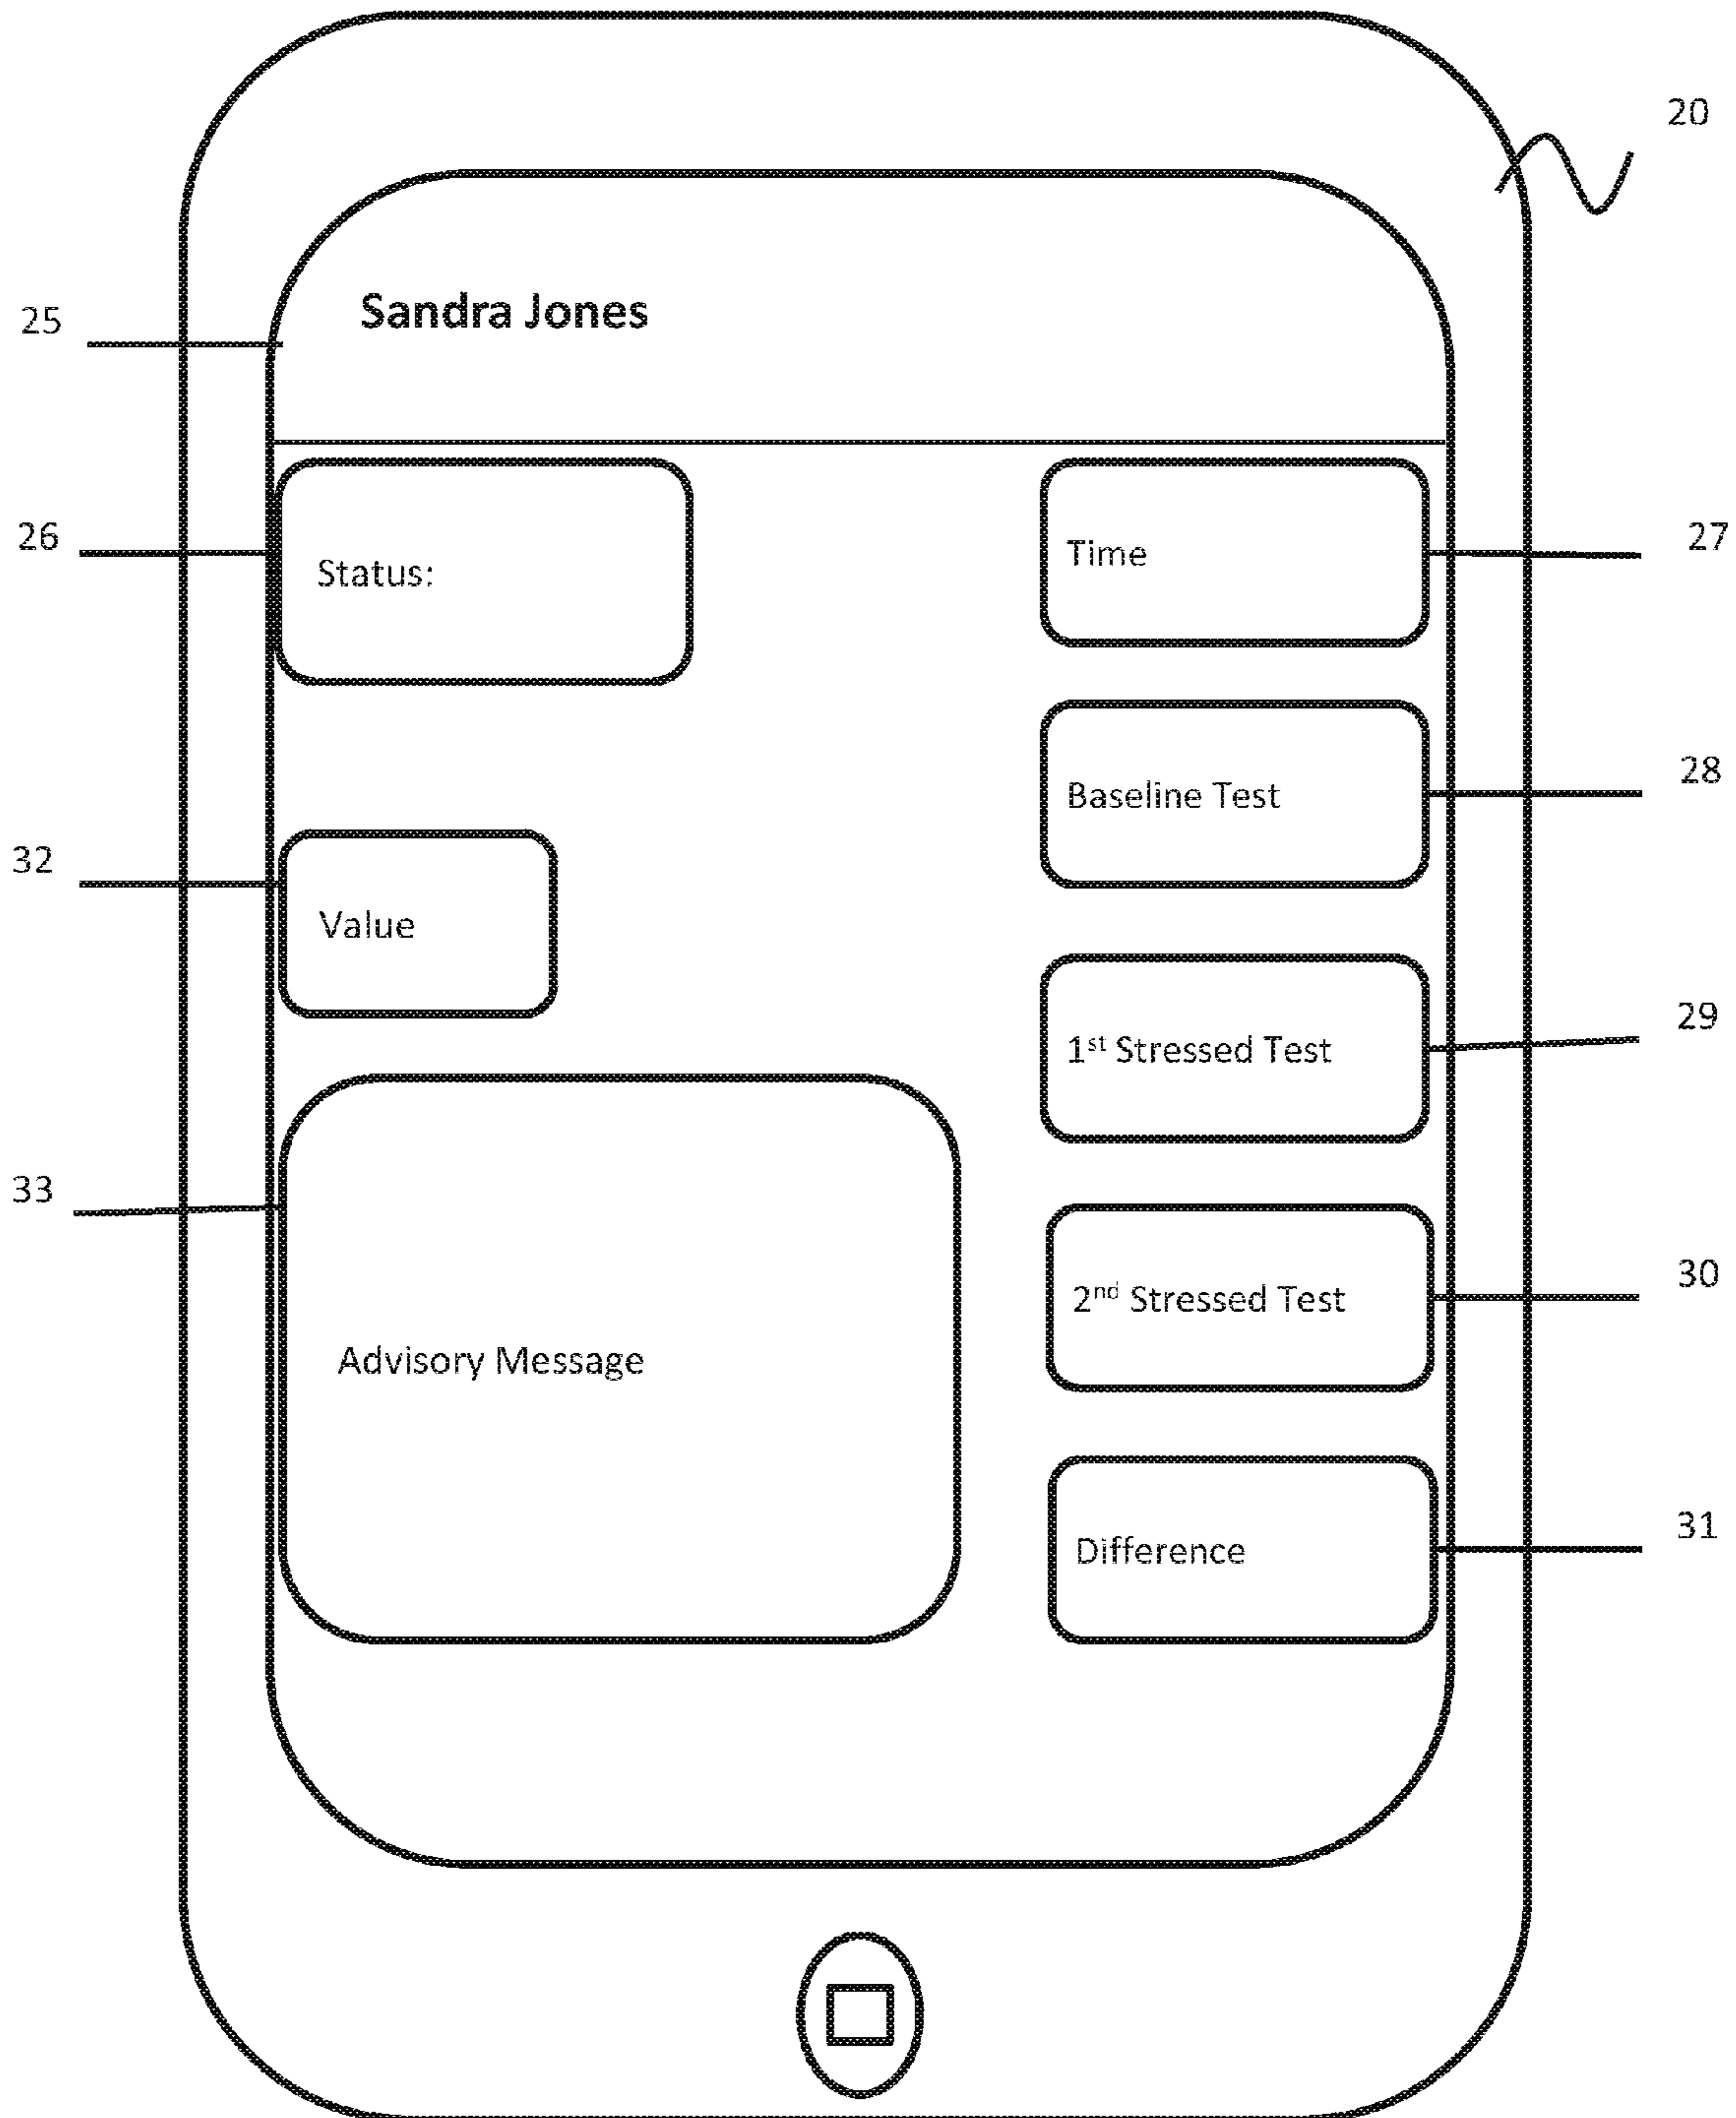 20
Sandra Jones
25
26
Status:
Time
27
Baseline Test
28
32
Value
1st Stressed Test
29
33
2nd Stressed Test
30
Advisory Message
Difference
31